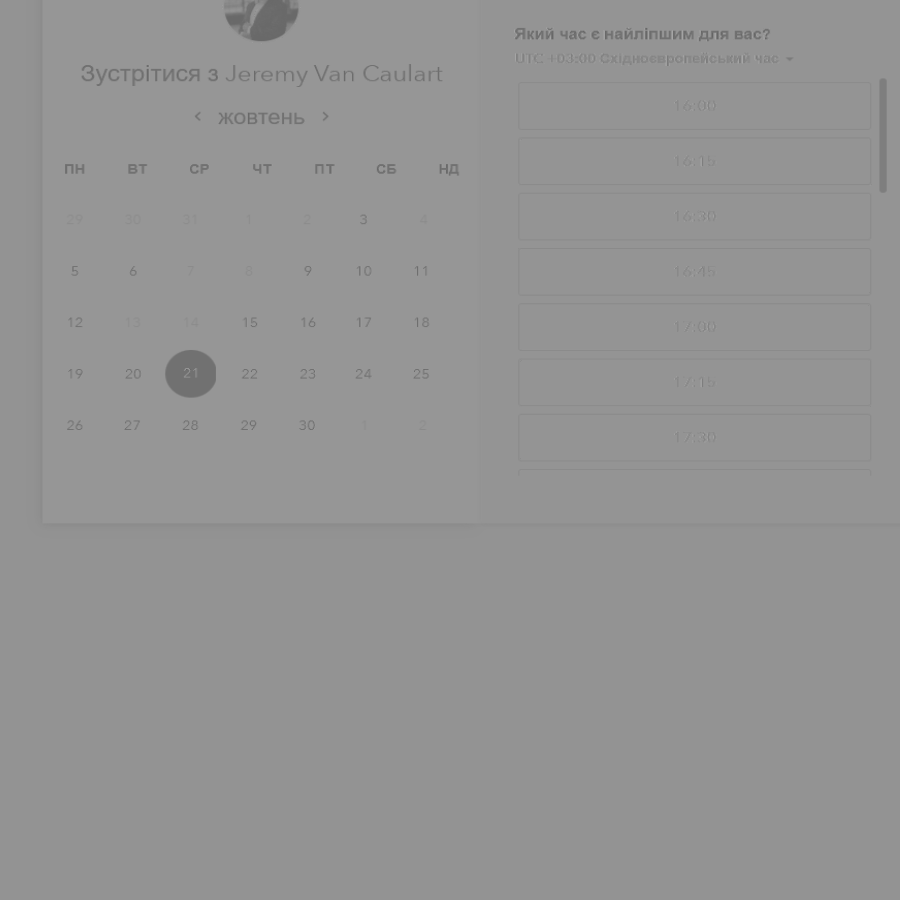 Зустрітися з Jeremy Van Caulart
жовтень
ПН ВТ СР ЧТ ПТ СБ НД
29 30 31 1 2 3 4
5 6 7 8 9 10 11
12 13 14 15 16 17 18
19 20 21 22 23 24 25
26 27 28 29 30 1 2
Який час є найліпшим для вас?
UTC +03:00 Східноєвропейський час
16:00
16:15
16:30
16:45
17:00
17:15
17:30